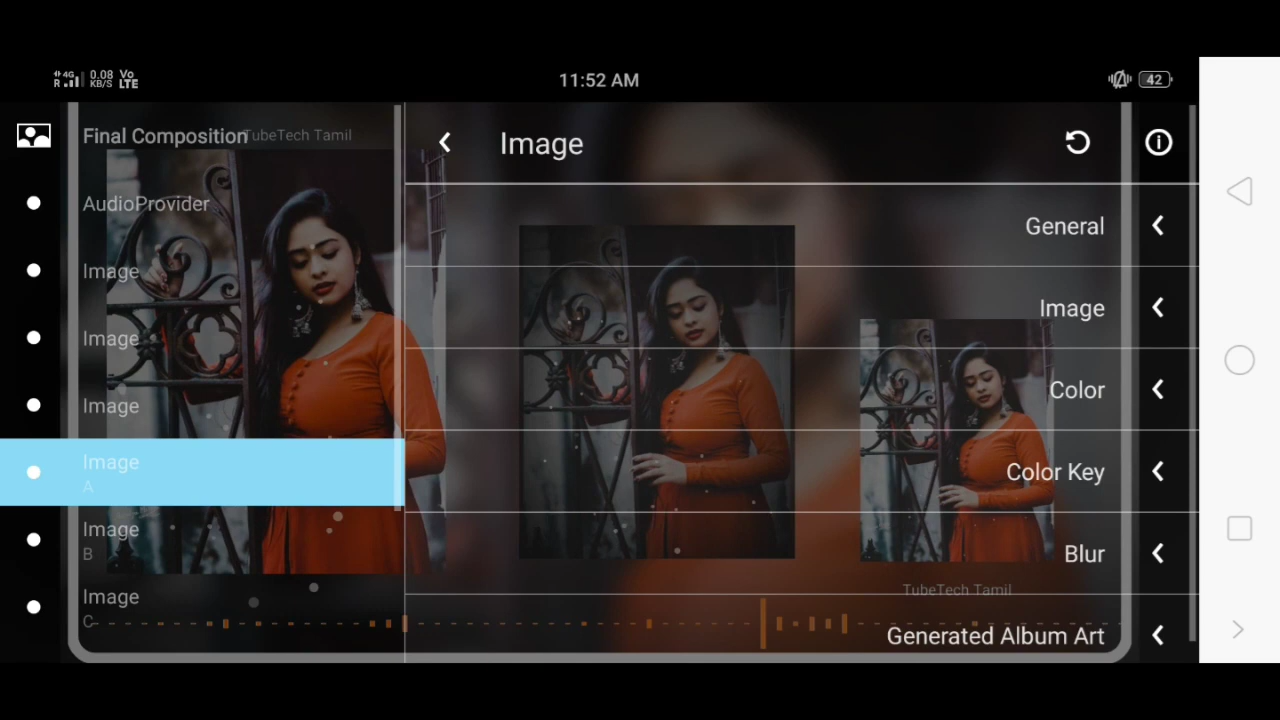 4G R 0.08 KB/S Vo LTE
11:52 AM
42
Final Composition
TubeTech Tamil
AudioProvider
Image
Image
Image
Image
A
Image
B
Image
C
Image
General
Image
Color
Color Key
Blur
TubeTech Tamil
Generated Album Art